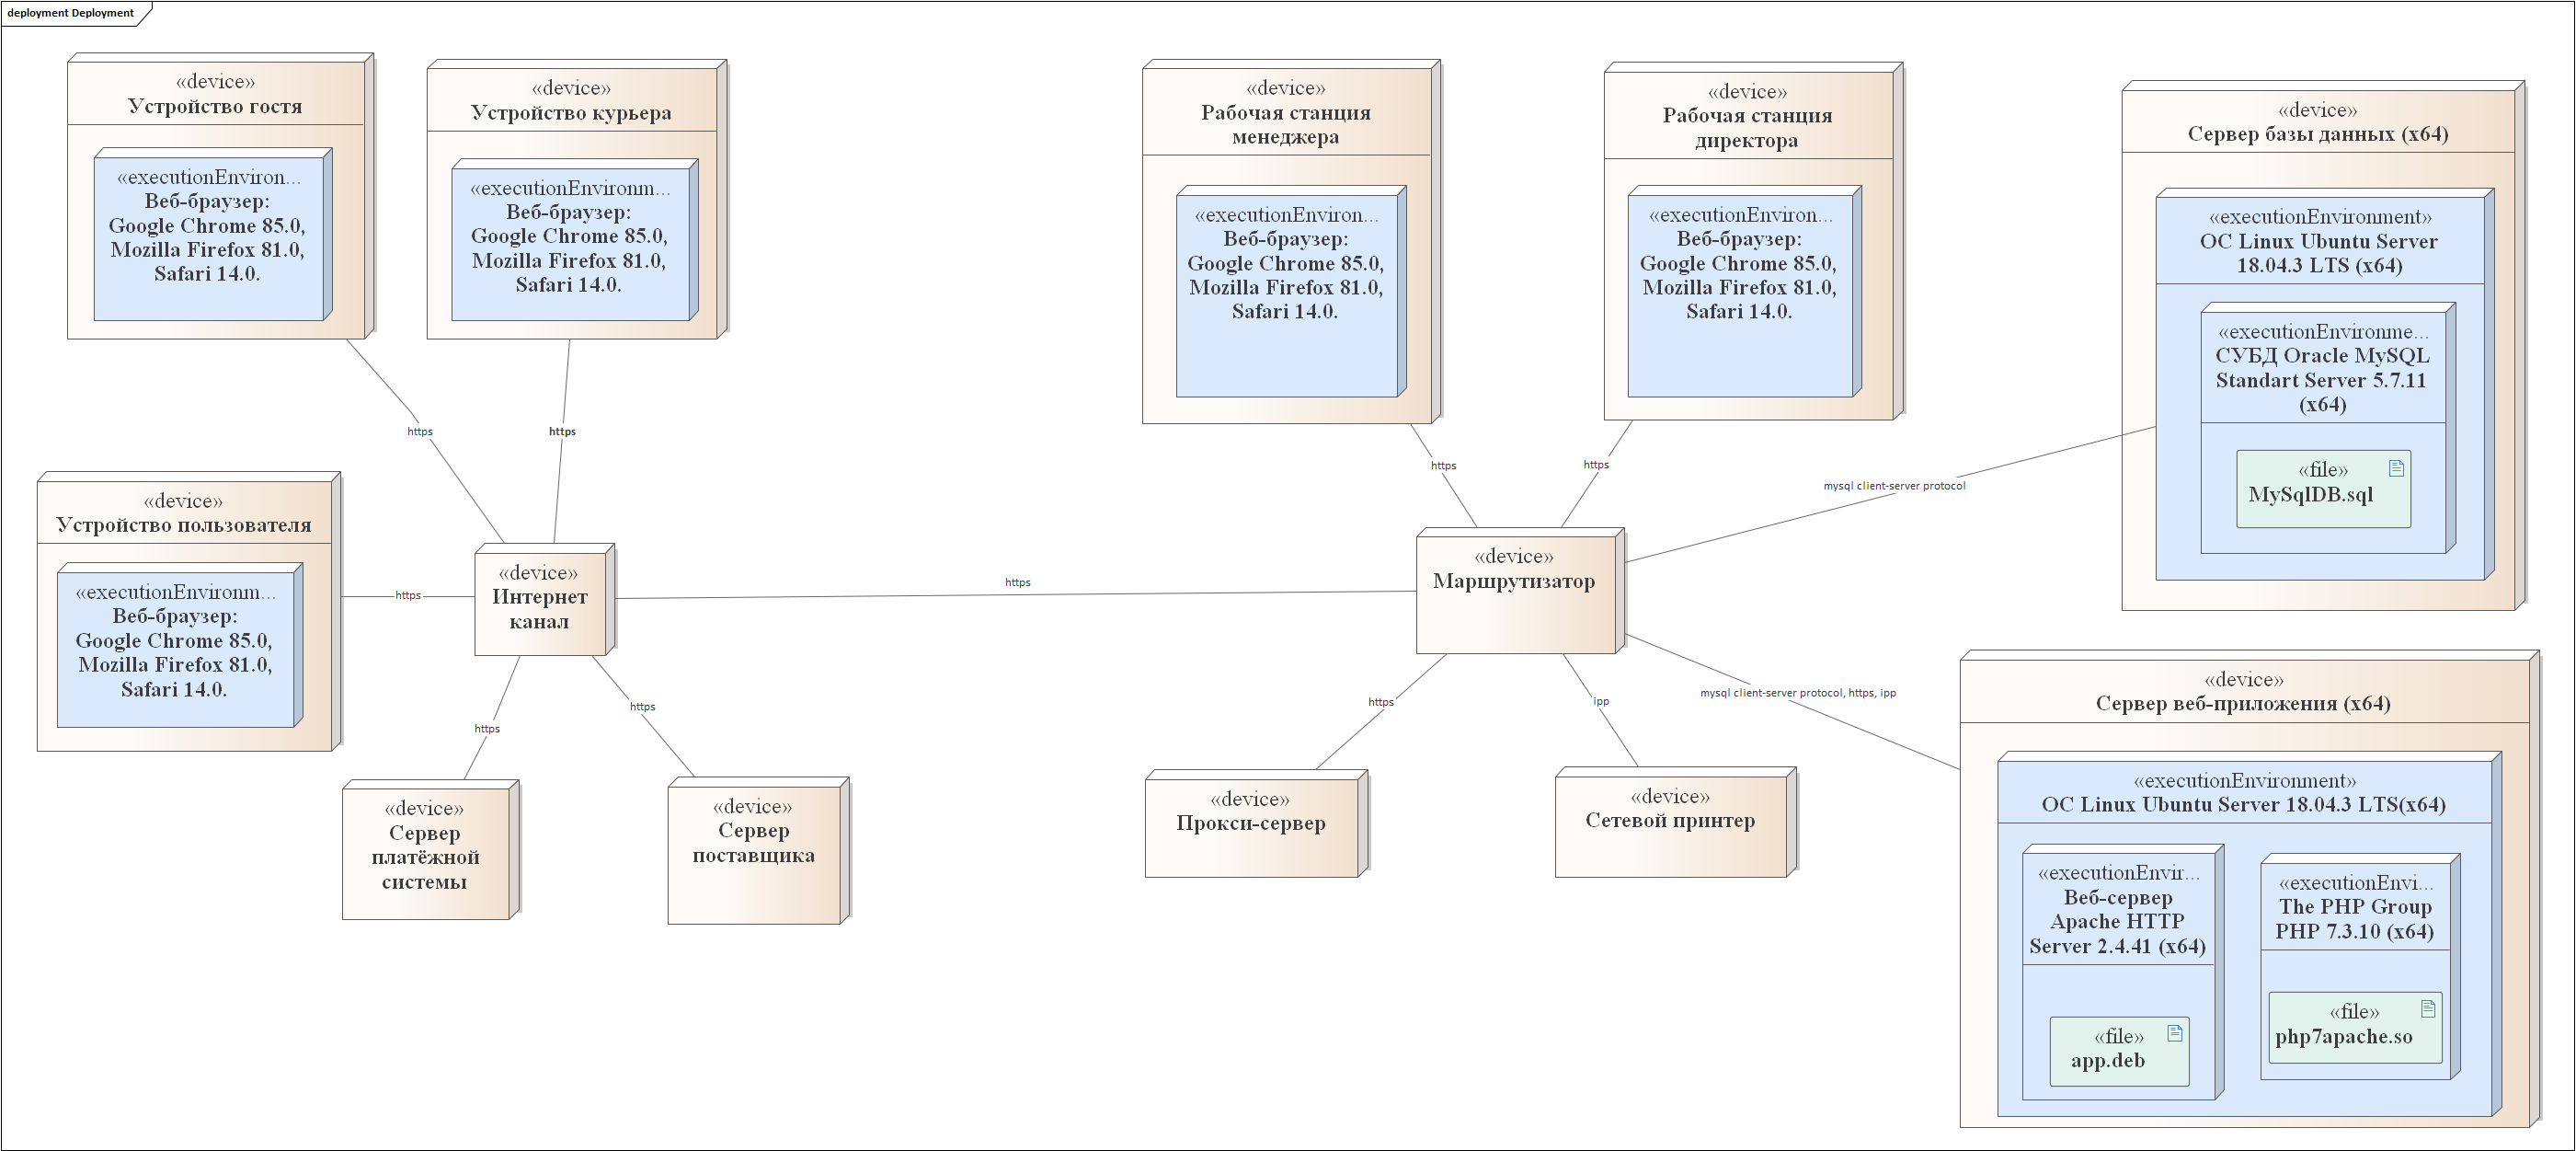 deployment Deployment
«device»
Устройство гостя
«executionEnviron...
Веб-браузер:
Google Chrome 85.0,
Mozilla Firefox 81.0,
Safari 14.0.
«device»
Устройство курьера
«executionEnvironm...
Веб-браузер:
Google Chrome 85.0,
Mozilla Firefox 81.0,
Safari 14.0.
«device»
Рабочая станция
менеджера
«executionEnviron...
Веб-браузер:
Google Chrome 85.0,
Mozilla Firefox 81.0,
Safari 14.0.
«device»
Рабочая станция
директора
«executionEnviron...
Веб-браузер:
Google Chrome 85.0,
Mozilla Firefox 81.0,
Safari 14.0.
«device»
Сервер базы данных (x64)
«executionEnvironment»
ОС Linux Ubuntu Server
18.04.3 LTS (x64)
«executionEnvironme...
СУБД Oracle MySQL
Standart Server 5.7.11
(x64)
«file»
MySqlDB.sql
https
https
https
https
mysql client-server protocol
«device»
Устройство пользователя
«executionEnvironm...
Веб-браузер:
Google Chrome 85.0,
Mozilla Firefox 81.0,
Safari 14.0.
https
«device»
Интернет
канал
https
«device»
Маршрутизатор
https
https
https
ipp
mysql client-server protocol, https, ipp
«device»
Сервер
платёжной
системы
«device»
Сервер
поставщика
«device»
Прокси-сервер
«device»
Сетевой принтер
«device»
Сервер веб-приложения (x64)
«executionEnvironment»
ОС Linux Ubuntu Server 18.04.3 LTS(x64)
«executionEnvir...
Веб-сервер
Apache HTTP
Server 2.4.41 (x64)
«file»
app.deb
«executionEnvi...
The PHP Group
PHP 7.3.10 (x64)
«file»
php7apache.so